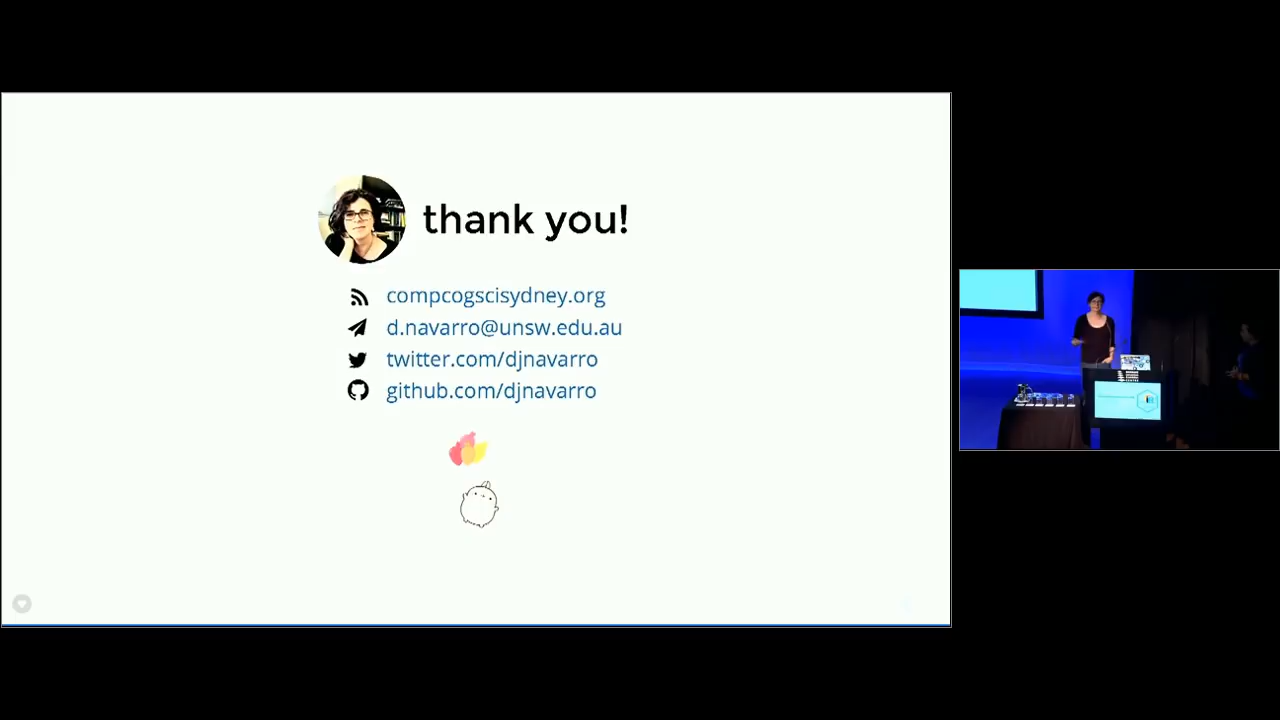 thank you!
compcogscisydney.org
d.navarro@unsw.edu.au
twitter.com/djnavarro
github.com/djnavarro